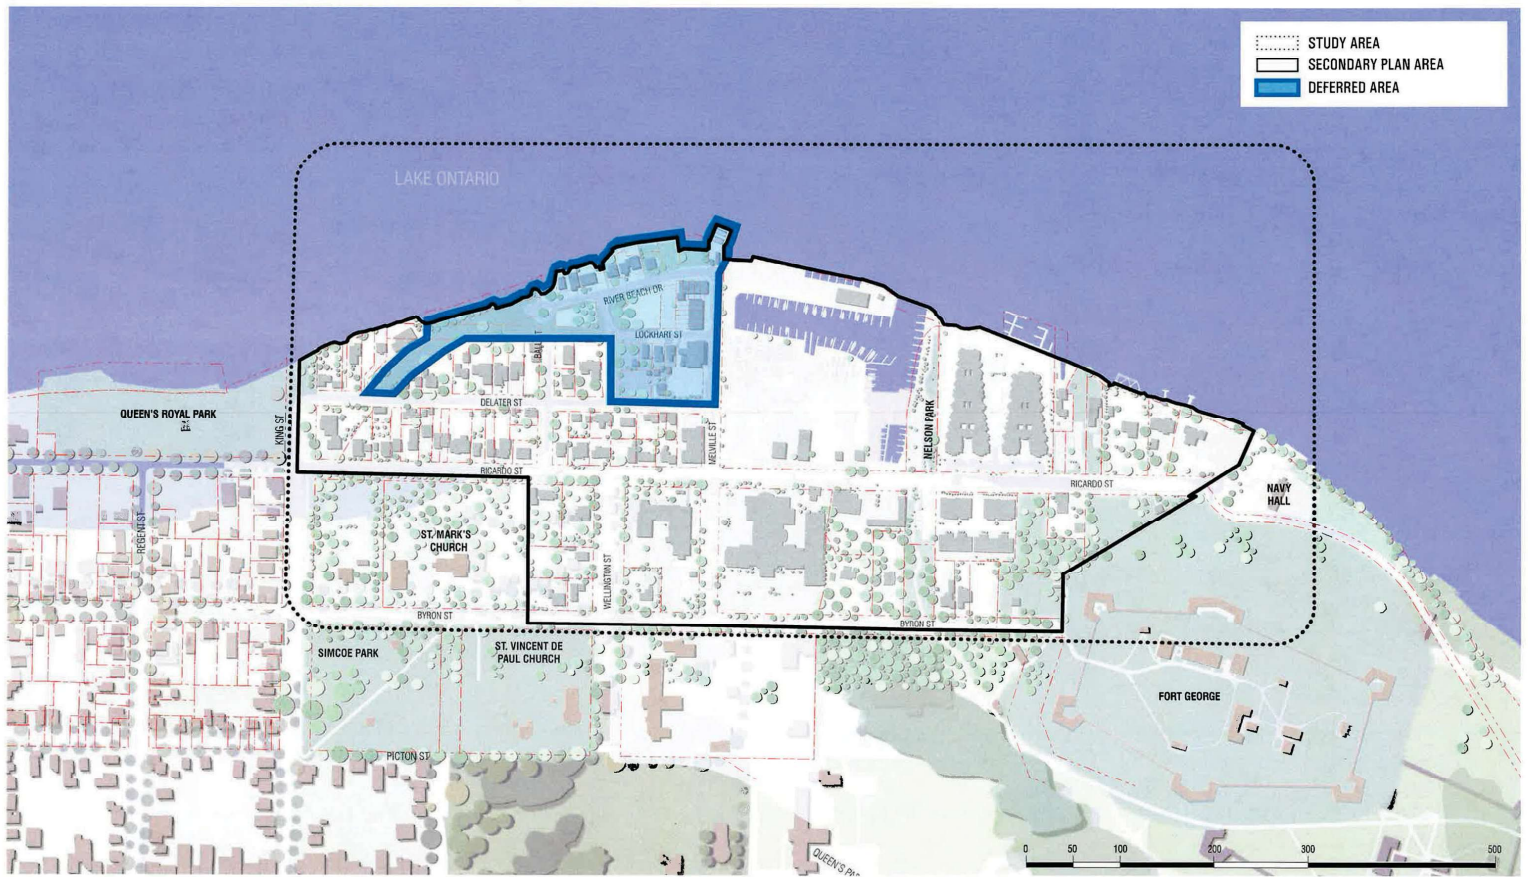 STUDY AREA
SECONDARY PLAN AREA
DEFERRED AREA
LAKE ONTARIO
RIVER BEACH DR
LOCKHART ST
DELATER ST
QUEEN'S ROYAL PARK
KING ST
MELVILLE ST
NELSON PARK
RICARDO ST
RICARDO ST
NAVY
HALL
REGENT ST
ST. MARK'S
CHURCH
WELLINGTON ST
BYRON ST
BYRON ST
SIMCOE PARK
ST. VINCENT DE
PAUL CHURCH
FORT GEORGE
PICTON ST
QUEEN'S
0 50 100 200 300 500